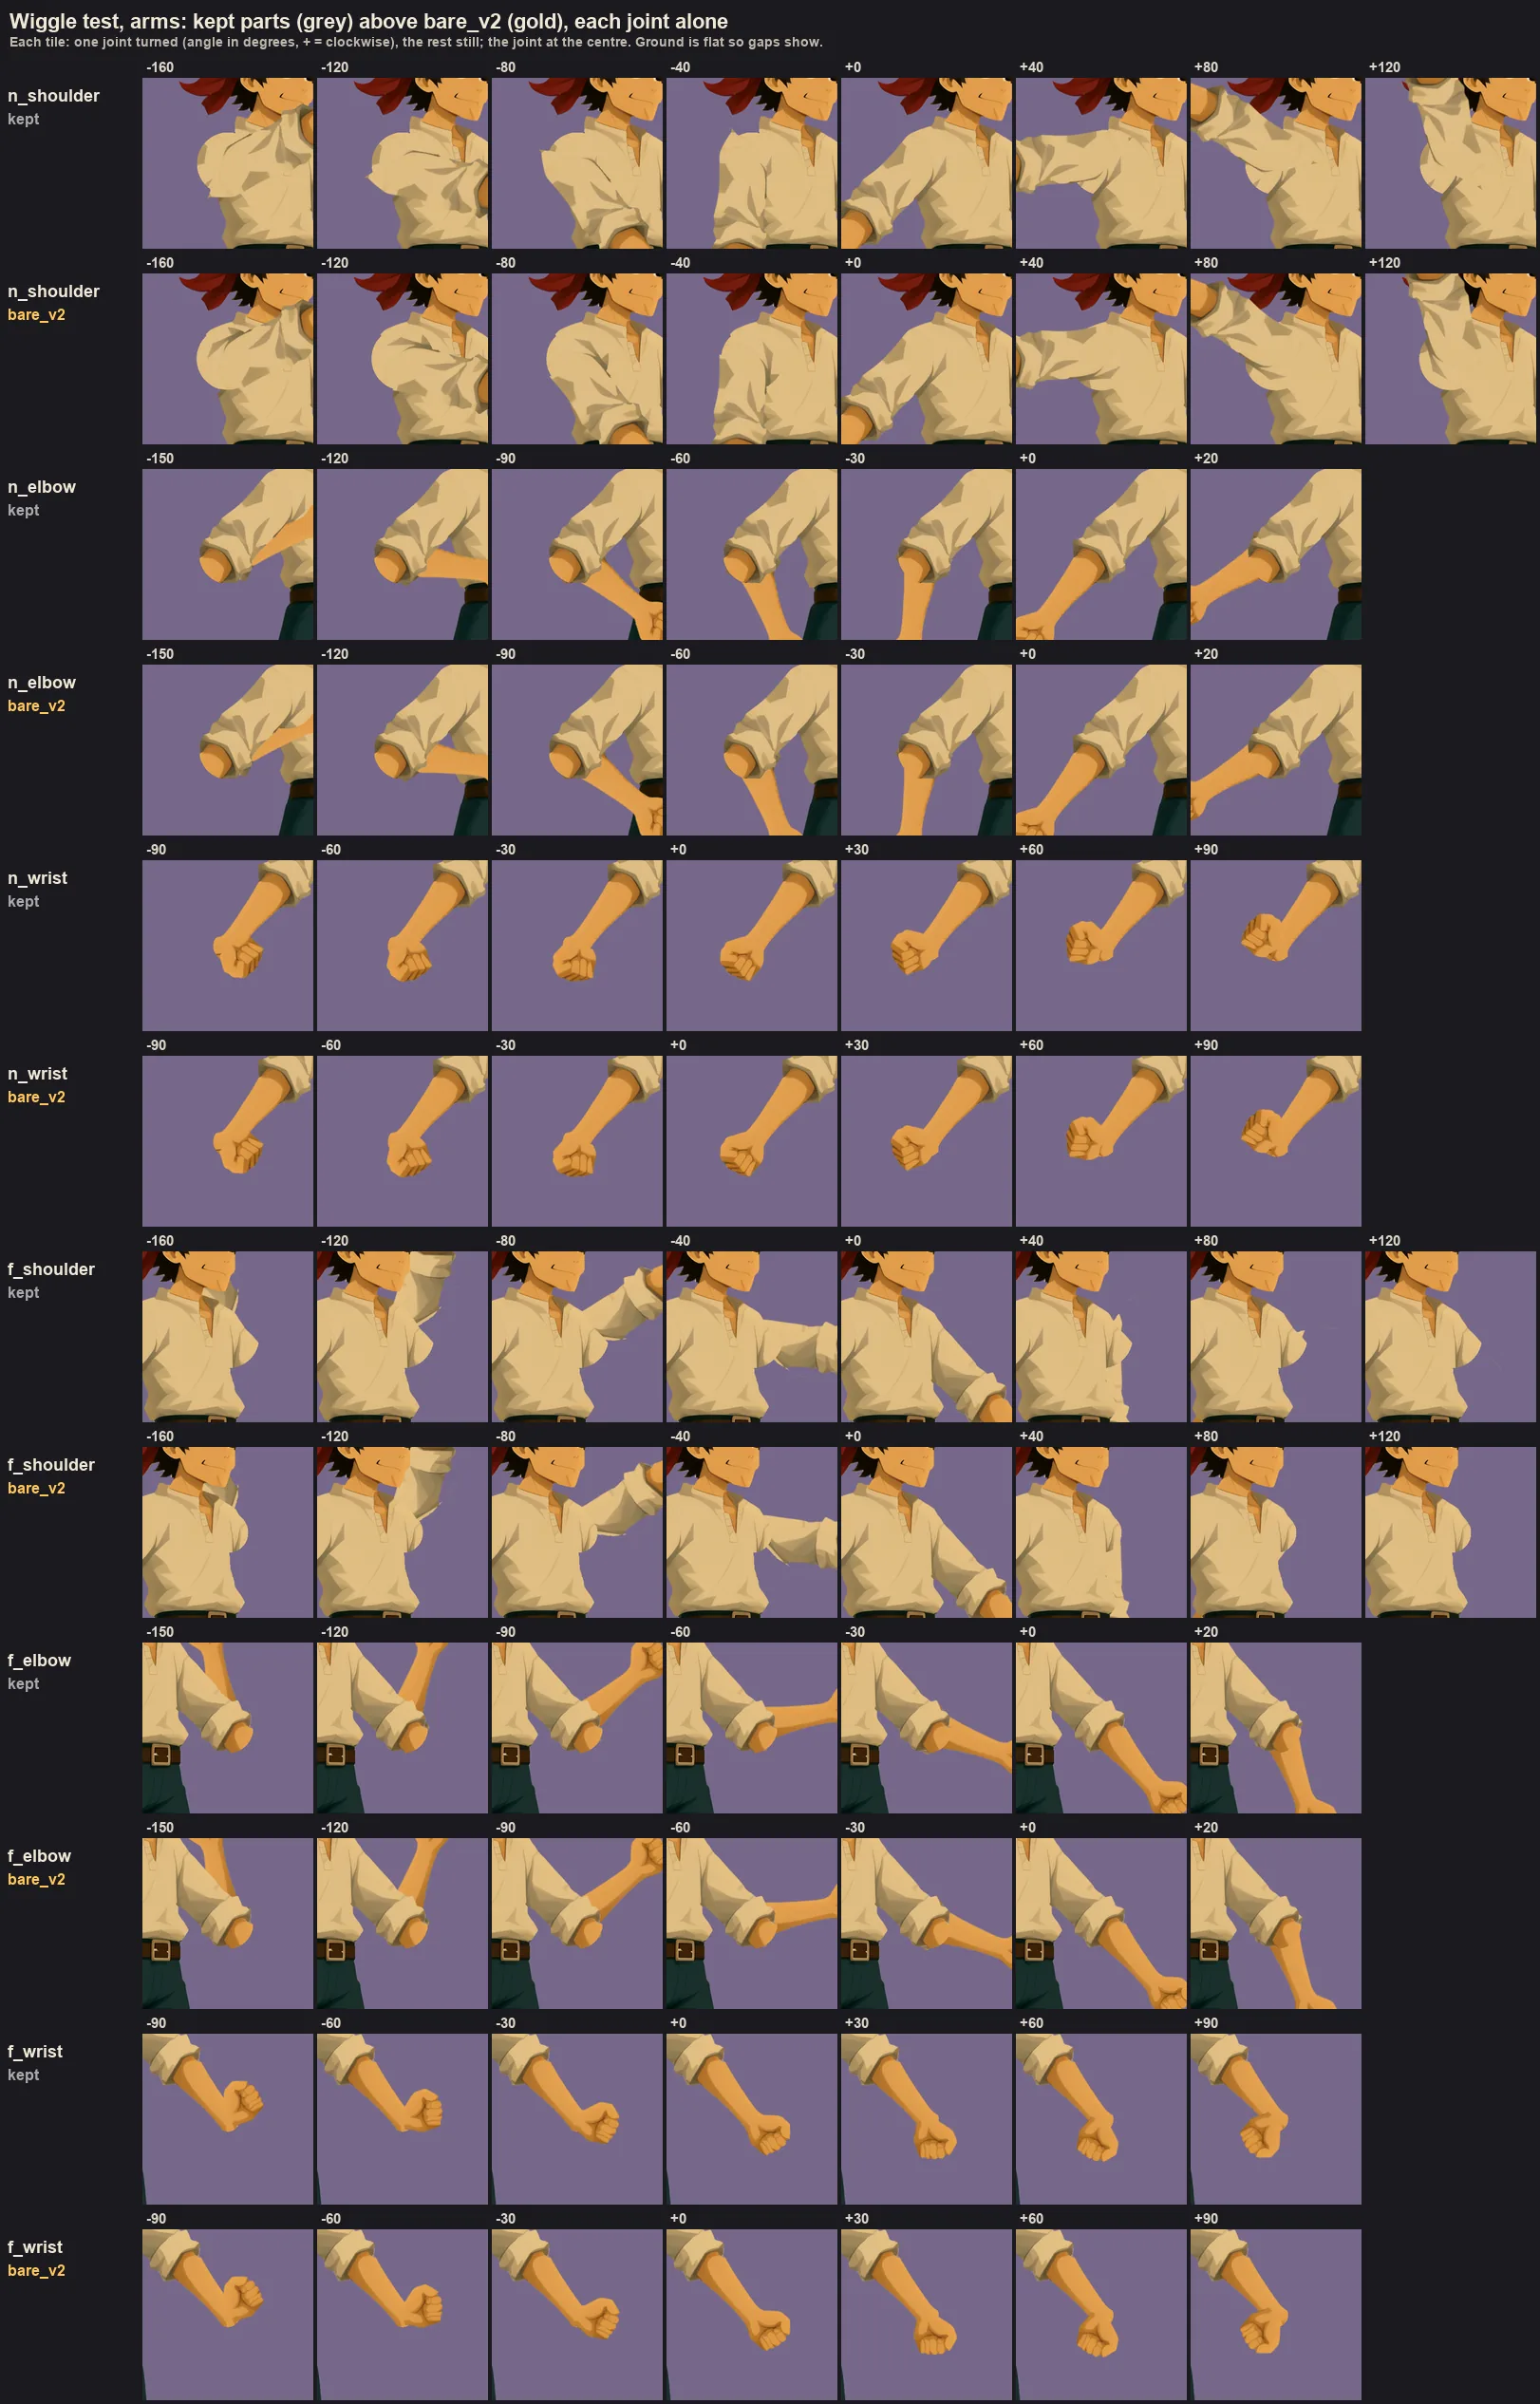 Wiggle test, arms: kept parts (grey) above bare_v2 (gold), each joint alone
Each tile: one joint turned (angle in degrees, + = clockwise), the rest still; the joint at the centre. Ground is flat so gaps show.
-160 -120 -80 -40 +0 +40 +80 +120
n_shoulder
kept
-160 -120 -80 -40 +0 +40 +80 +120
n_shoulder
bare_v2
-150 -120 -90 -60 -30 +0 +20
n_elbow
kept
-150 -120 -90 -60 -30 +0 +20
n_elbow
bare_v2
-90 -60 -30 +0 +30 +60 +90
n_wrist
kept
-90 -60 -30 +0 +30 +60 +90
n_wrist
bare_v2
-160 -120 -80 -40 +0 +40 +80 +120
f_shoulder
kept
-160 -120 -80 -40 +0 +40 +80 +120
f_shoulder
bare_v2
-150 -120 -90 -60 -30 +0 +20
f_elbow
kept
-150 -120 -90 -60 -30 +0 +20
f_elbow
bare_v2
-90 -60 -30 +0 +30 +60 +90
f_wrist
kept
-90 -60 -30 +0 +30 +60 +90
f_wrist
bare_v2